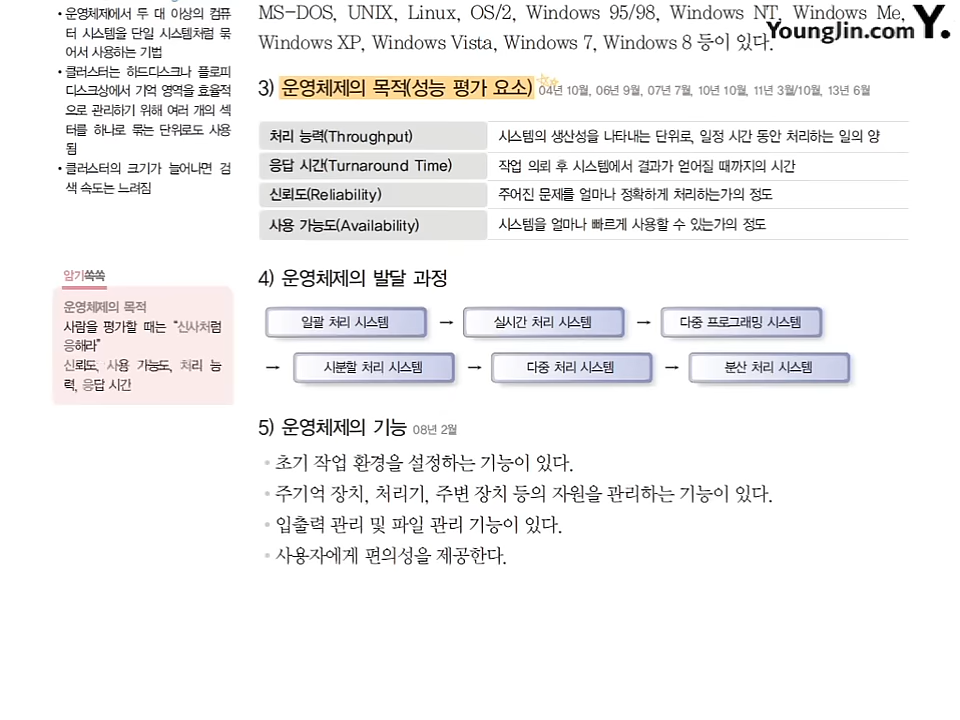 • 운영체제에서 두 대 이상의 컴퓨
터 시스템을 단일 시스템처럼 묶
어서 사용하는 기법
• 클러스터는 하드디스크나 플로피
디스크상에서 기억 영역을 효율적
으로 관리하기 위해 여러 개의 섹
터를 하나로 묶는 단위로도 사용
됨
• 클러스터의 크기가 늘어나면 검
색 속도는 느려짐
암기쏙쏙
운영체제의 목적
사람을 평가할 때는 “신사처럼
응해라”
신뢰도, 사용 가능도, 처리 능
력, 응답 시간
MS-DOS, UNIX, Linux, OS/2, Windows 95/98, Windows NT, Windows Me,
Windows XP, Windows Vista, Windows 7, Windows 8 등이 있다.
YoungJin.com Y.
3) 운영체제의 목적(성능 평가 요소) 04년 10월, 06년 9월, 07년 7월, 10년 10월, 11년 3월/10월, 13년 6월
처리 능력(Throughput) 시스템의 생산성을 나타내는 단위로, 일정 시간 동안 처리하는 일의 양
응답 시간(Turnaround Time) 작업 의뢰 후 시스템에서 결과가 얻어질 때까지의 시간
신뢰도(Reliability) 주어진 문제를 얼마나 정확하게 처리하는가의 정도
사용 가능도(Availability) 시스템을 얼마나 빠르게 사용할 수 있는가의 정도
4) 운영체제의 발달 과정
일괄 처리 시스템 → 실시간 처리 시스템 → 다중 프로그래밍 시스템
→ 시분할 처리 시스템 → 다중 처리 시스템 → 분산 처리 시스템
5) 운영체제의 기능 08년 2월
• 초기 작업 환경을 설정하는 기능이 있다.
• 주기억 장치, 처리기, 주변 장치 등의 자원을 관리하는 기능이 있다.
• 입출력 관리 및 파일 관리 기능이 있다.
• 사용자에게 편의성을 제공한다.